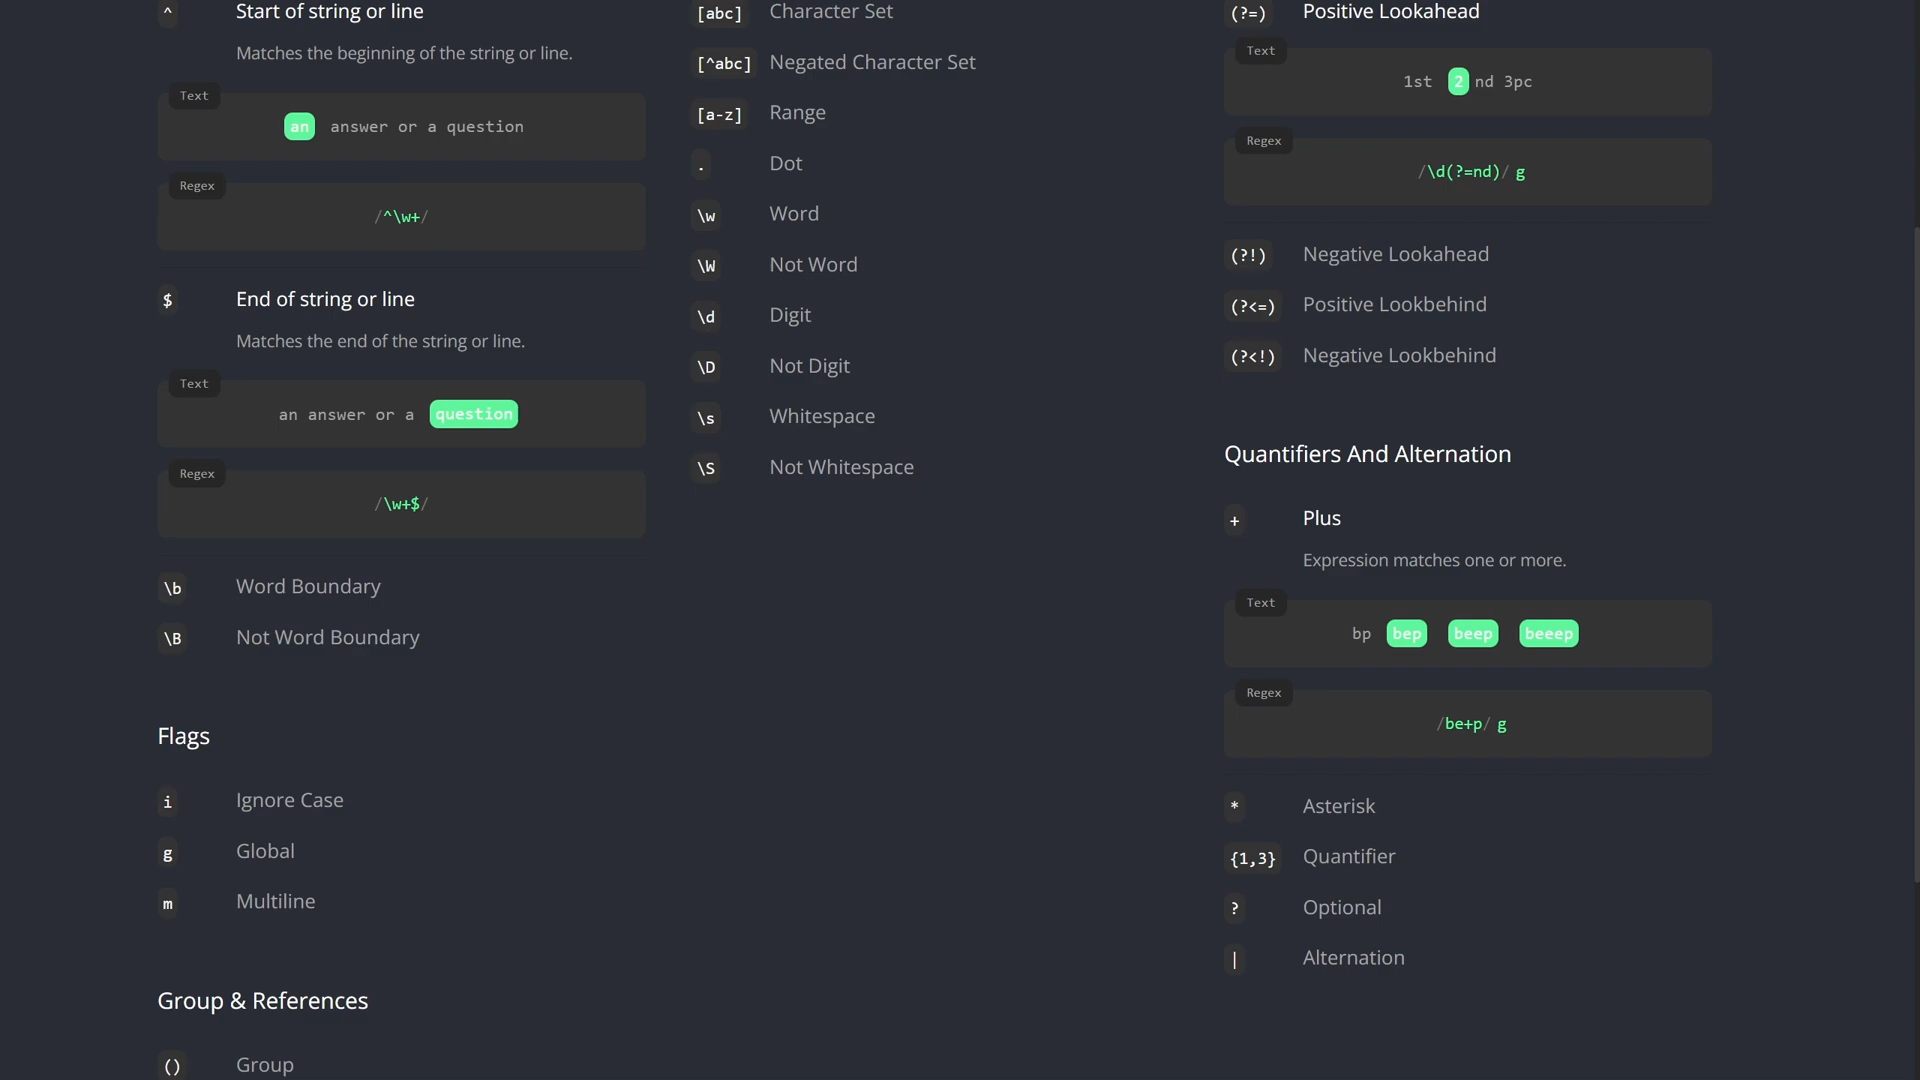 ^ Start of string or line
Matches the beginning of the string or line.
Text
an answer or a question
Regex
/^\w+/
$ End of string or line
Matches the end of the string or line.
Text
an answer or a question
Regex
/\w+$/
\b Word Boundary
\B Not Word Boundary
Flags
i Ignore Case
g Global
m Multiline
Group & References
() Group
[abc] Character Set
[^abc] Negated Character Set
[a-z] Range
. Dot
\w Word
\W Not Word
\d Digit
\D Not Digit
\s Whitespace
\S Not Whitespace
(?=) Positive Lookahead
Text
1st 2nd 3pc
Regex
/\d(?=nd)/ g
(?!) Negative Lookahead
(?<=) Positive Lookbehind
(?<!) Negative Lookbehind
Quantifiers And Alternation
+ Plus
Expression matches one or more.
Text
bp bep beep beeep
Regex
/be+p/ g
* Asterisk
{1,3} Quantifier
? Optional
| Alternation